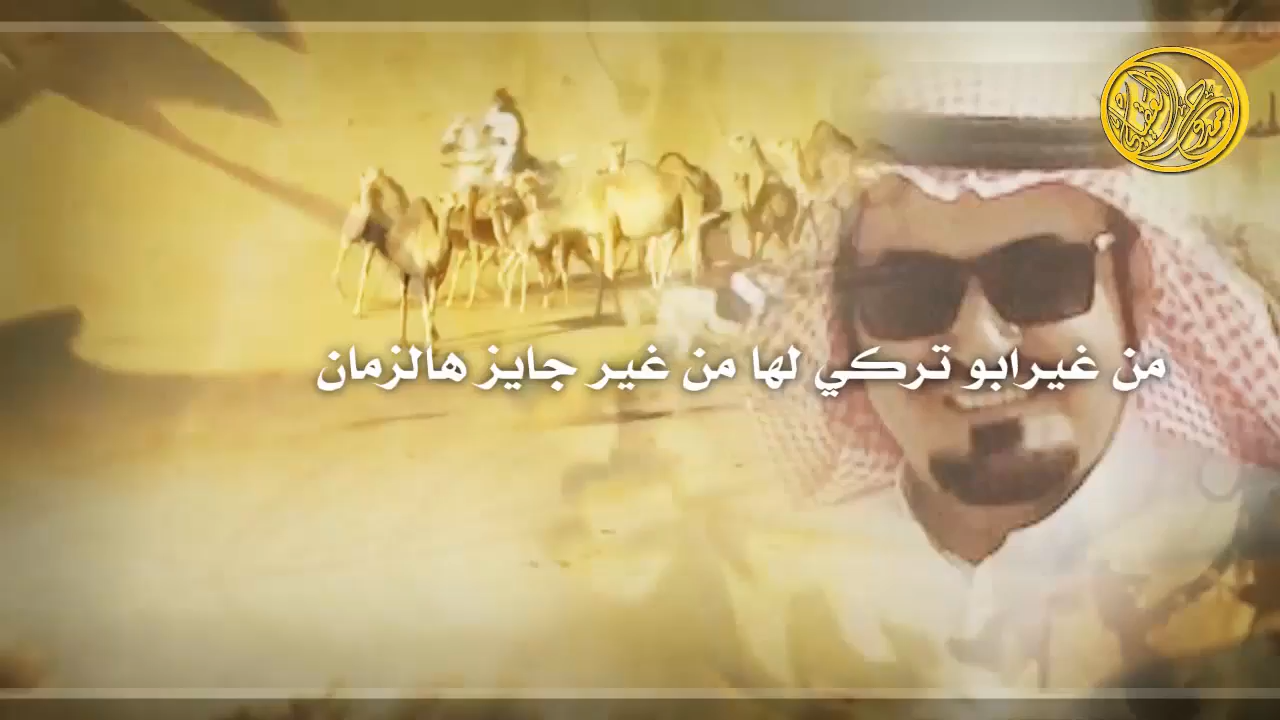 من غيرابو تركي لها من غير جايز هالزمان